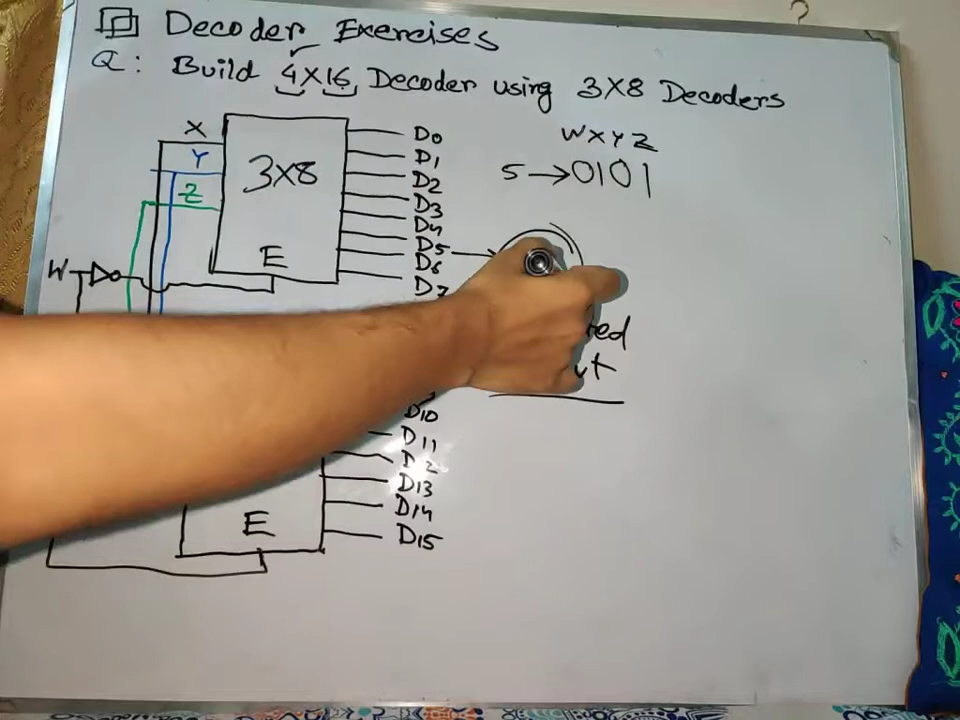 Decoder Exercises
Q: Build 4X16 Decoder using 3X8 Decoders
WXYZ
5 → 0101
X
Y
Z
3X8
E
W
D0
D1
D2
D3
D4
D5
D6
D7
D10
D11
D13
D14
D15
E